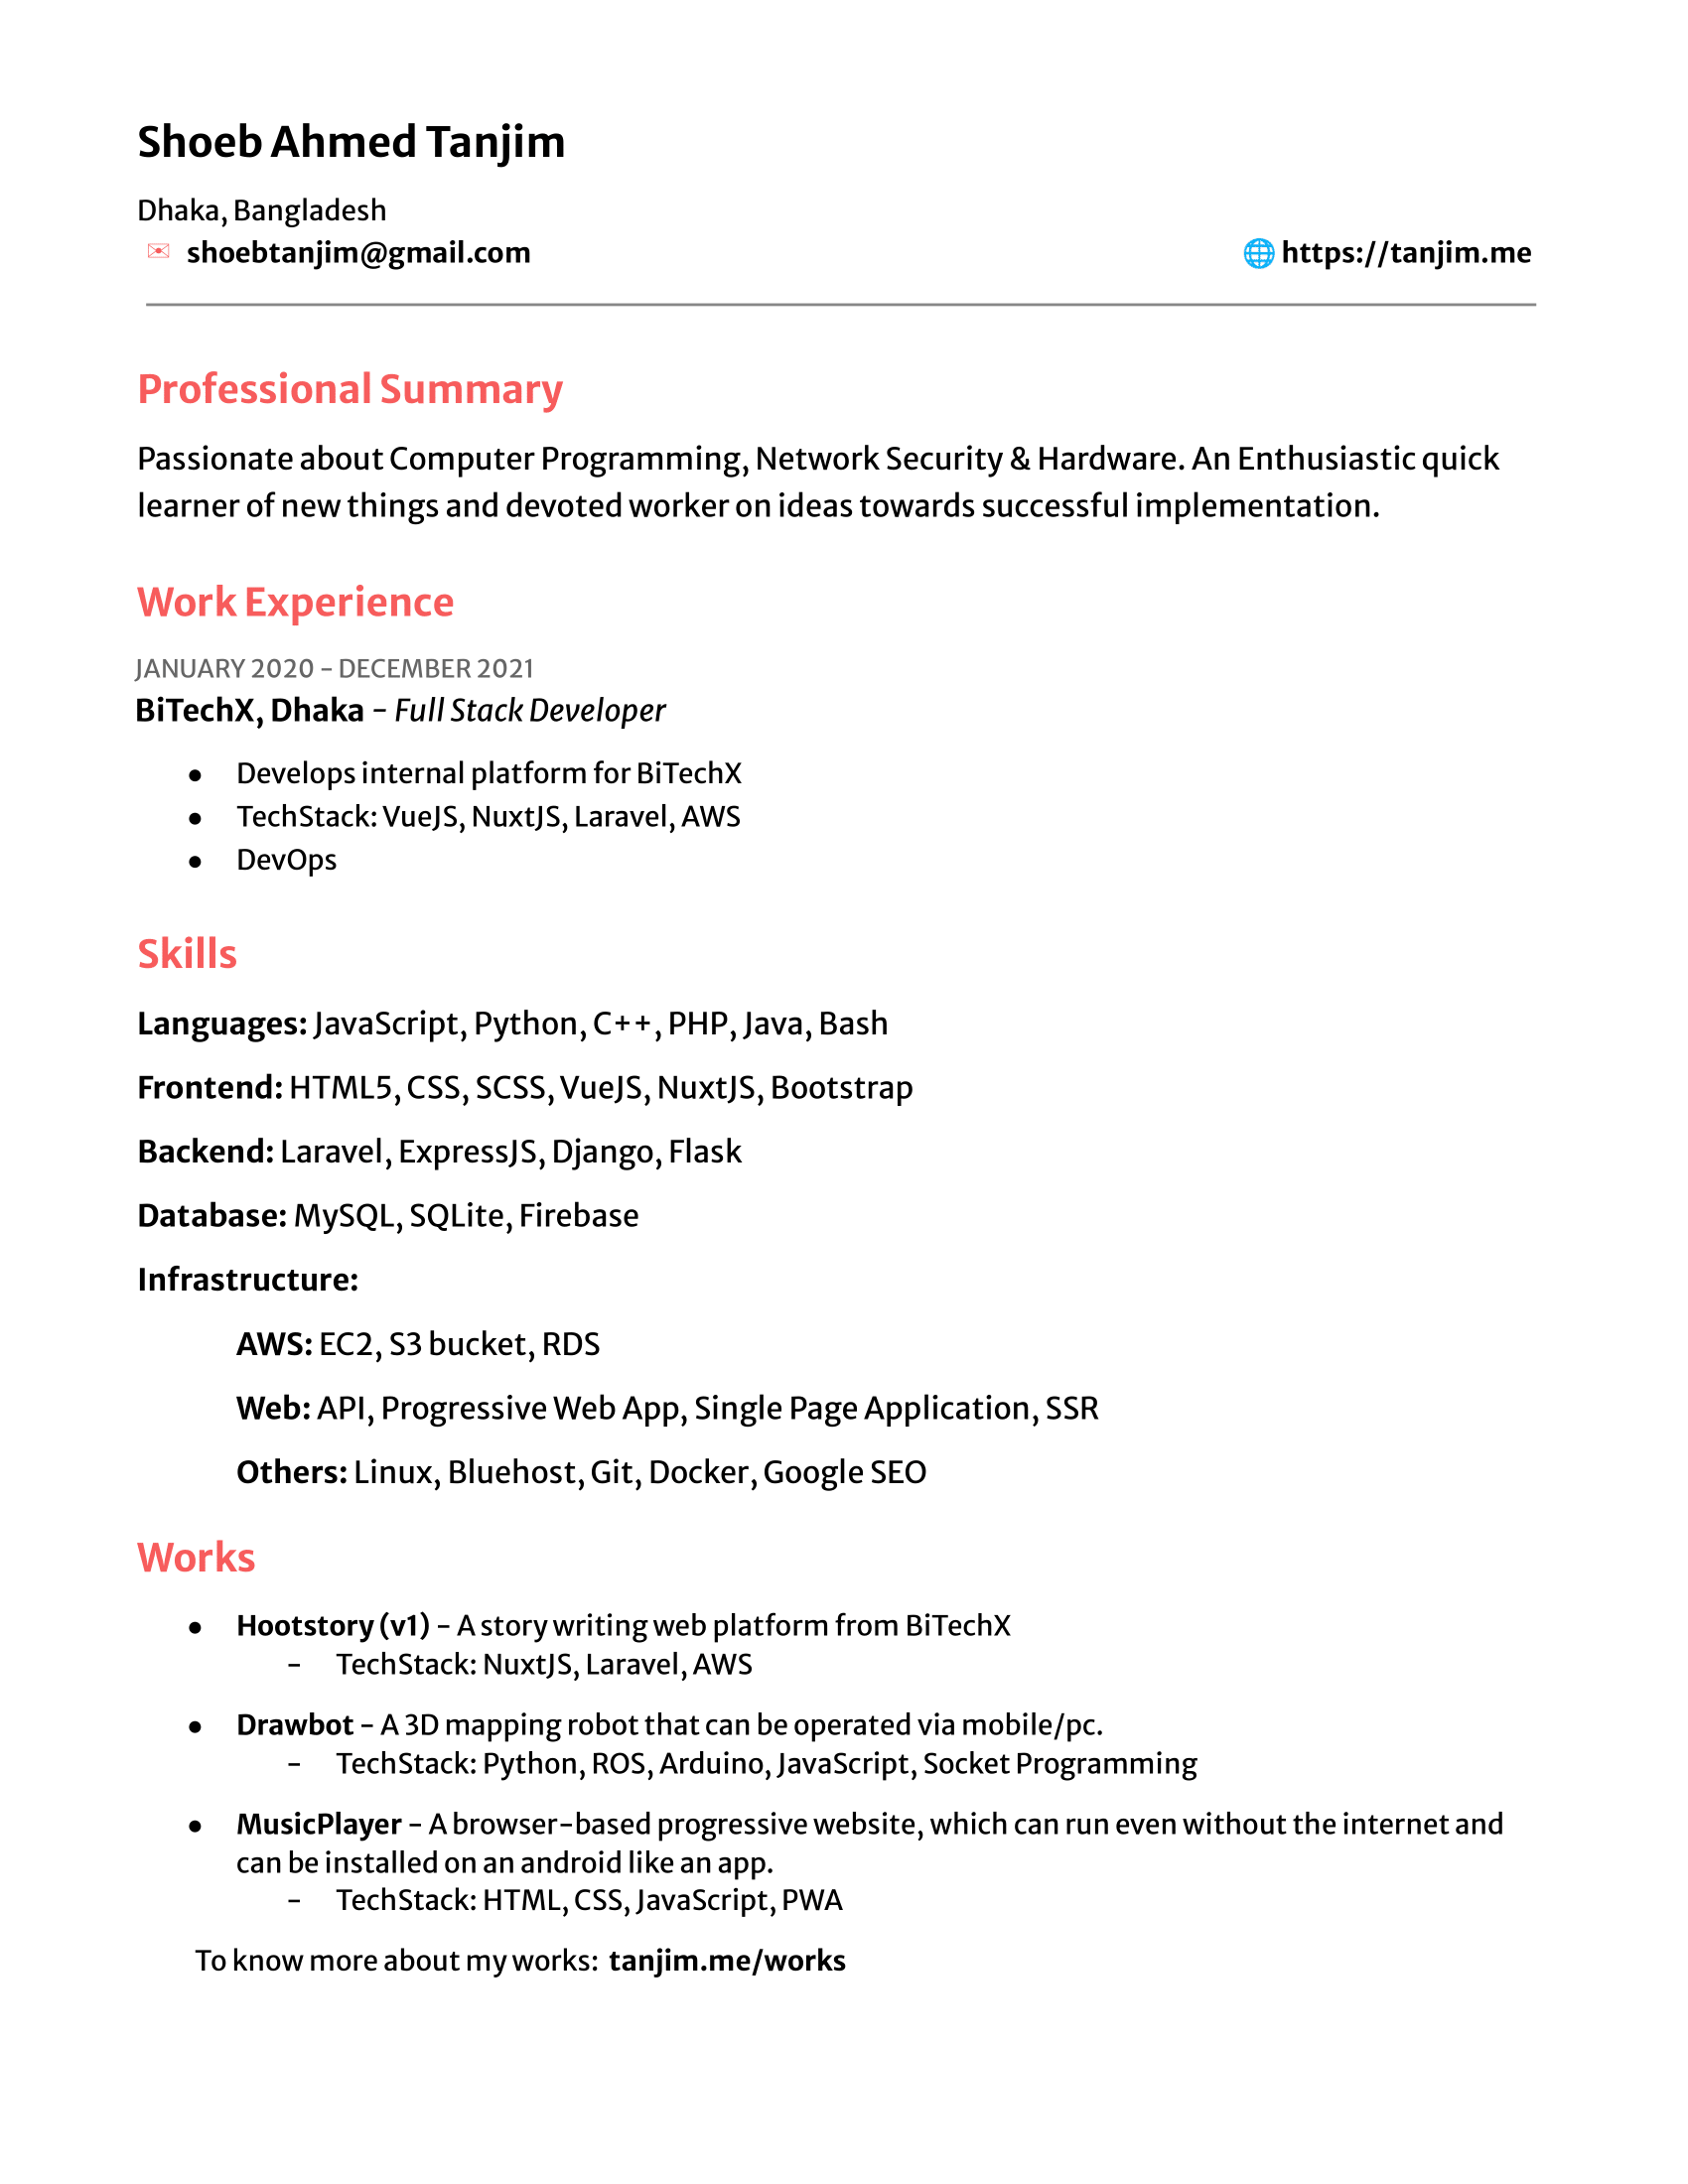 Shoeb Ahmed Tanjim
Dhaka, Bangladesh
shoebtanjim@gmail.com https://tanjim.me
Professional Summary
Passionate about Computer Programming, Network Security & Hardware. An Enthusiastic quick
learner of new things and devoted worker on ideas towards successful implementation.
Work Experience
JANUARY 2020 - DECEMBER 2021
BiTechX, Dhaka - Full Stack Developer
● Develops internal platform for BiTechX
● TechStack: VueJS, NuxtJS, Laravel, AWS
● DevOps
Skills
Languages: JavaScript, Python, C++, PHP, Java, Bash
Frontend: HTML5, CSS, SCSS, VueJS, NuxtJS, Bootstrap
Backend: Laravel, ExpressJS, Django, Flask
Database: MySQL, SQLite, Firebase
Infrastructure:
AWS: EC2, S3 bucket, RDS
Web: API, Progressive Web App, Single Page Application, SSR
Others: Linux, Bluehost, Git, Docker, Google SEO
Works
● Hootstory (v1) - A story writing web platform from BiTechX
- TechStack: NuxtJS, Laravel, AWS
● Drawbot - A 3D mapping robot that can be operated via mobile/pc.
- TechStack: Python, ROS, Arduino, JavaScript, Socket Programming
● MusicPlayer - A browser-based progressive website, which can run even without the internet and
can be installed on an android like an app.
- TechStack: HTML, CSS, JavaScript, PWA
To know more about my works: tanjim.me/works